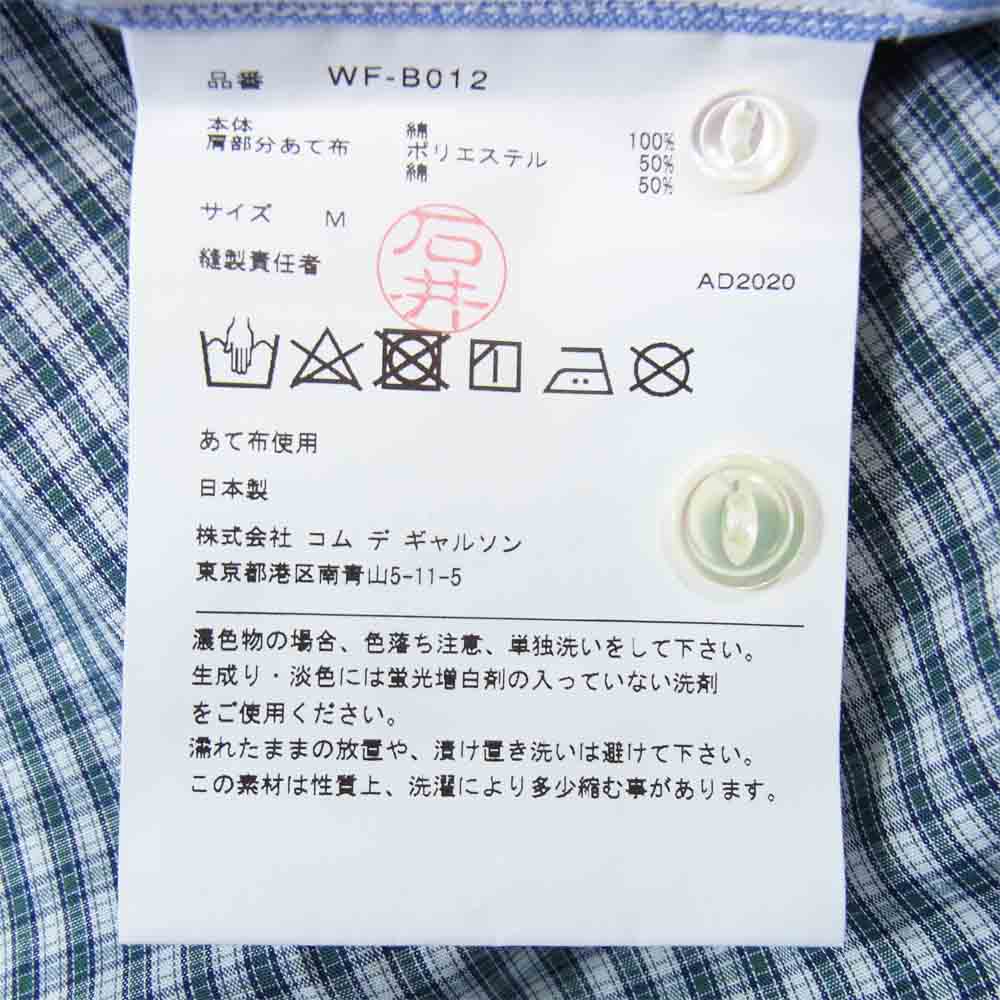 品番 WF-B012
本体 綿 100%
肩部分あて布 ポリエステル 50%
綿 50%
サイズ M
石井
縫製責任者 AD2020
あて布使用
日本製
株式会社 コム デ ギャルソン
東京都港区南青山5-11-5
濃色物の場合、色落ち注意、単独洗いをして下さい。
生成り・淡色には蛍光増白剤の入っていない洗剤
をご使用ください。
濡れたままの放置や、漬け置き洗いは避けて下さい。
この素材は性質上、洗濯により多少縮む事があります。